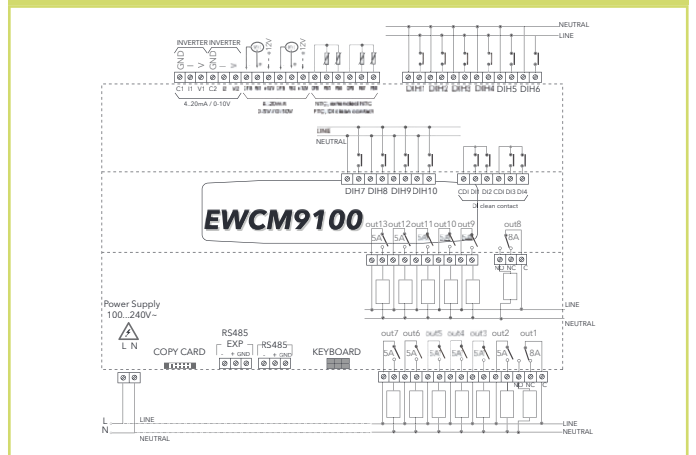 NEUTRAL
LINE
INVERTER INVERTER
GND I V GND I V
+12V
+12V
C1 I1 V1 C2
DIH1 DIH2 DIH3 DIH4 DIH5 DIH6
4..20mA / 0-10V
4..20mA
0-5V / 0-10V
NTC, extended NTC
PTC, DI clean contact
LINE
NEUTRAL
DIH7 DIH8 DIH9 DIH10
CDI DI1 DI2 CDI DI3 DI4
DI clean contact
EWCM9100
out13 out12 out11 out10 out9
out8
5A 5A 5A 5A 5A
8A
NO NC C
Power Supply
100...240V~
L N
LINE
NEUTRAL
COPY CARD
RS485
EXP
- + GND
RS485
- + GND
KEYBOARD
out7 out6 out5 out4 out3 out2 out1
5A 5A 5A 5A 5A 5A 8A
NO NC C
L
N
LINE
NEUTRAL
LINE
NEUTRAL